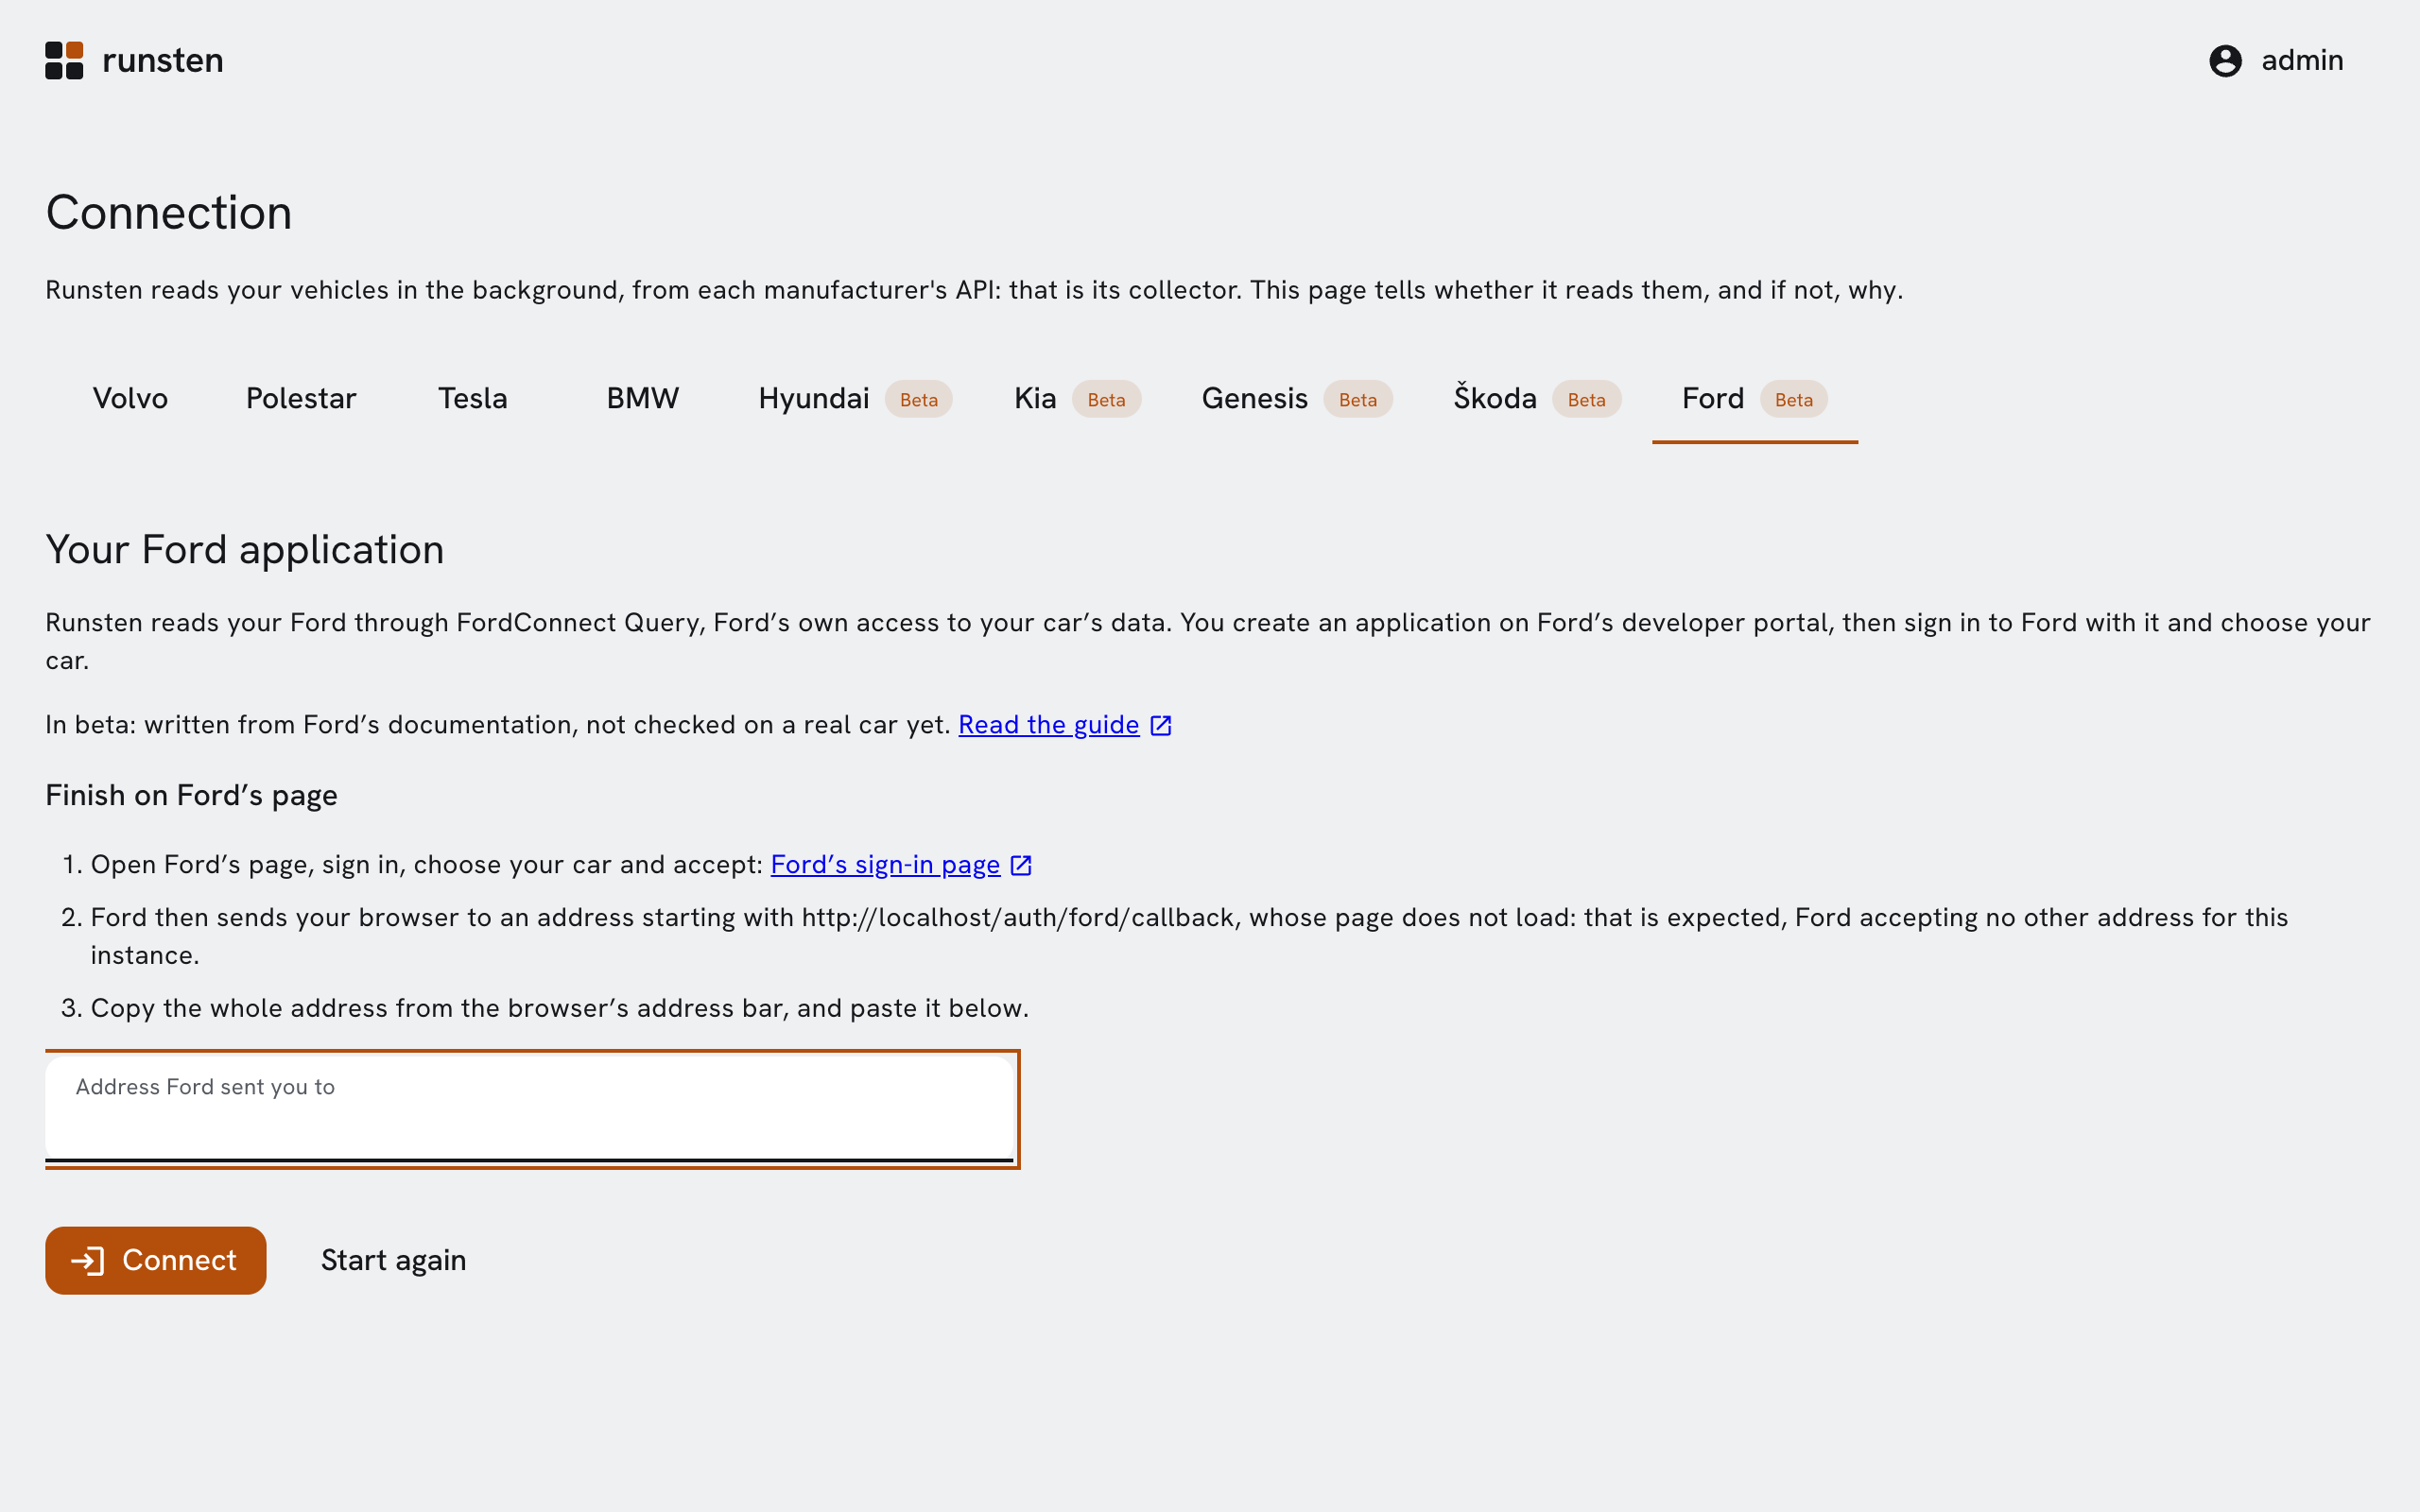 runsten
admin
Connection
Runsten reads your vehicles in the background, from each manufacturer's API: that is its collector. This page tells whether it reads them, and if not, why.
Volvo Polestar Tesla BMW Hyundai Beta Kia Beta Genesis Beta Škoda Beta Ford Beta
Your Ford application
Runsten reads your Ford through FordConnect Query, Ford’s own access to your car’s data. You create an application on Ford’s developer portal, then sign in to Ford with it and choose your
car.
In beta: written from Ford’s documentation, not checked on a real car yet. Read the guide
Finish on Ford’s page
1. Open Ford’s page, sign in, choose your car and accept: Ford’s sign-in page
2. Ford then sends your browser to an address starting with http://localhost/auth/ford/callback, whose page does not load: that is expected, Ford accepting no other address for this
instance.
3. Copy the whole address from the browser’s address bar, and paste it below.
Address Ford sent you to
Connect Start again